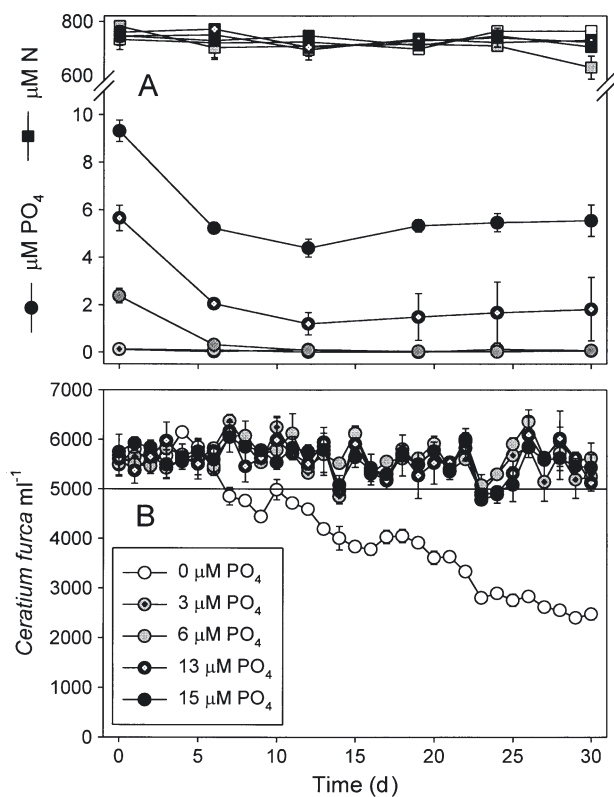 800
600
A
10
8
6
4
2
0
μM PO4 μM N
7000
6000
5000
4000
3000
2000
1000
0
B
Ceratium furca ml-1
0 μM PO4
3 μM PO4
6 μM PO4
13 μM PO4
15 μM PO4
0 5 10 15 20 25 30
Time (d)